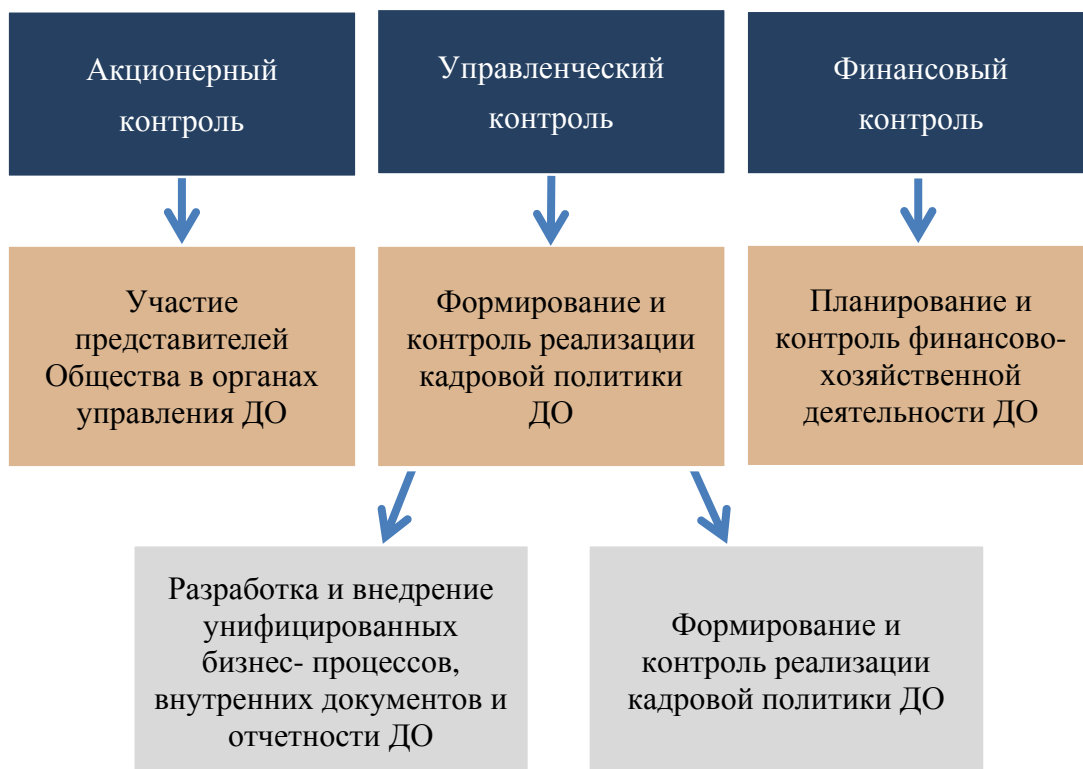 Акционерный
контроль
Управленческий
контроль
Финансовый
контроль
Участие
представителей
Общества в органах
управления ДО
Формирование и
контроль реализации
кадровой политики
ДО
Планирование и
контроль финансово-
хозяйственной
деятельности ДО
Разработка и внедрение
унифицированных
бизнес- процессов,
внутренних документов и
отчетности ДО
Формирование и
контроль реализации
кадровой политики ДО